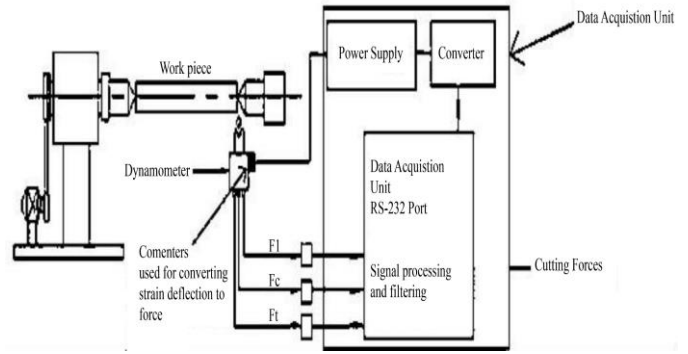 Data Acquistion Unit
Power Supply
Converter
Work piece
Dynamometer
Data Acquistion
Unit
RS-232 Port
Comenters
used for converting
strain deflection to
force
F1
Fc
Ft
Signal processing
and filtering
Cutting Forces